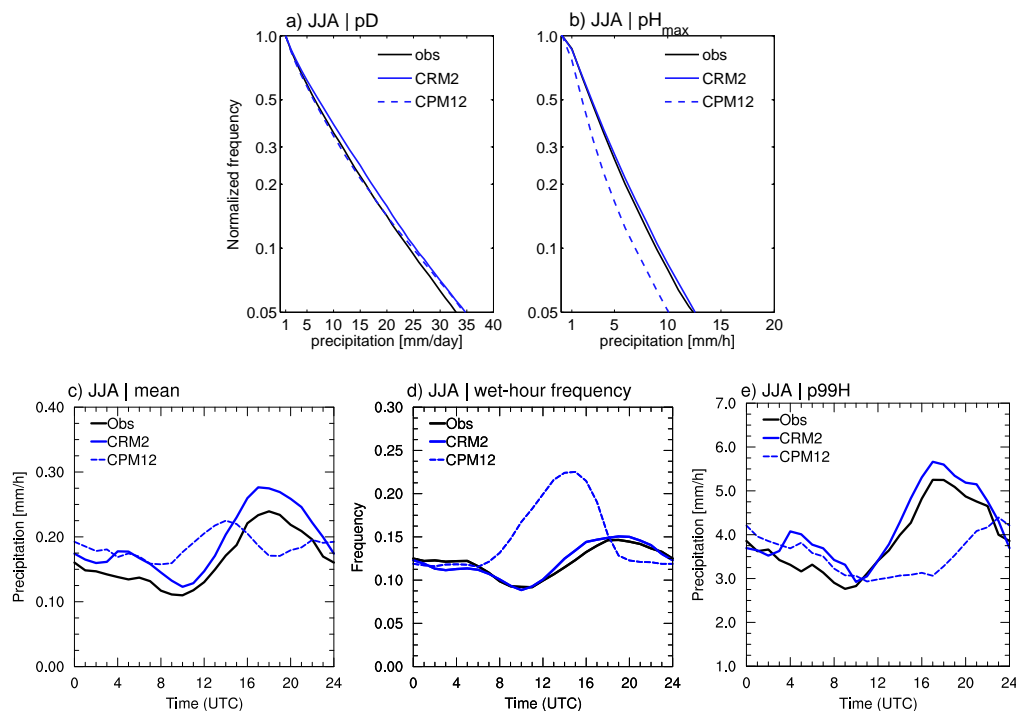 a) JJA | pD
b) JJA | pHmax
1.0
0.5
0.3
0.2
0.1
0.05
Normalized frequency
obs
CRM2
CPM12
1 5 10 15 20 25 30 35 40
precipitation [mm/day]
1.0
0.5
0.3
0.2
0.1
0.05
obs
CRM2
CPM12
1 5 10 15 20
precipitation [mm/h]
c) JJA | mean
0.40
0.30
0.20
0.10
0.00
Precipitation [mm/h]
Obs
CRM2
CPM12
0 4 8 12 16 20 24
Time (UTC)
d) JJA | wet-hour frequency
0.30
0.25
0.20
0.15
0.10
0.05
0.00
Frequency
Obs
CRM2
CPM12
0 4 8 12 16 20 24
Time (UTC)
e) JJA | p99H
7.0
6.0
5.0
4.0
3.0
2.0
1.0
Precipitation [mm/h]
Obs
CRM2
CPM12
0 4 8 12 16 20 24
Time (UTC)